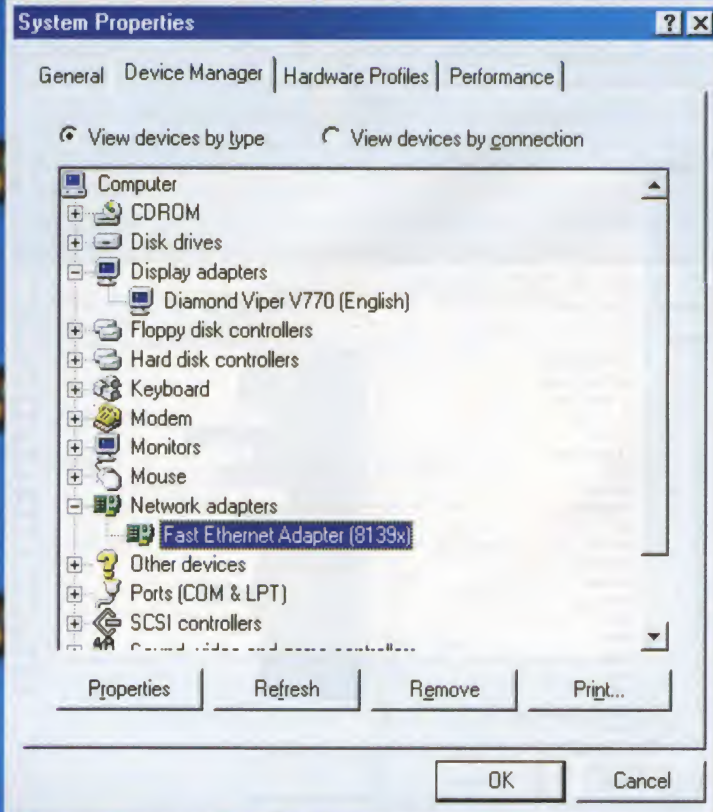 System Properties
General Device Manager Hardware Profiles Performance
View devices by type View devices by connection
Computer
CDROM
Disk drives
Display adapters
Diamond Viper V770 (English)
Floppy disk controllers
Hard disk controllers
Keyboard
Modem
Monitors
Mouse
Network adapters
Fast Ethernet Adapter (8139x)
Other devices
Ports (COM & LPT)
SCSI controllers
Properties Refresh Remove Print...
OK Cancel